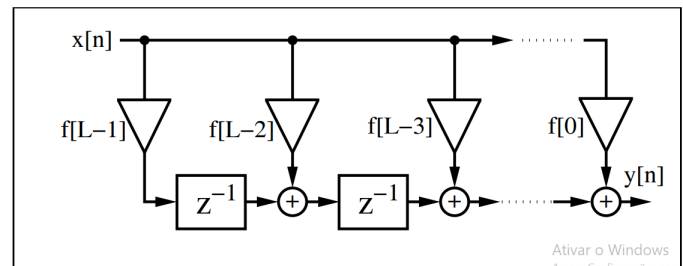 x[n]
f[L−1]
f[L−2]
f[L−3]
f[0]
y[n]
z⁻¹
+
z⁻¹
+
+
Ativar o Windows